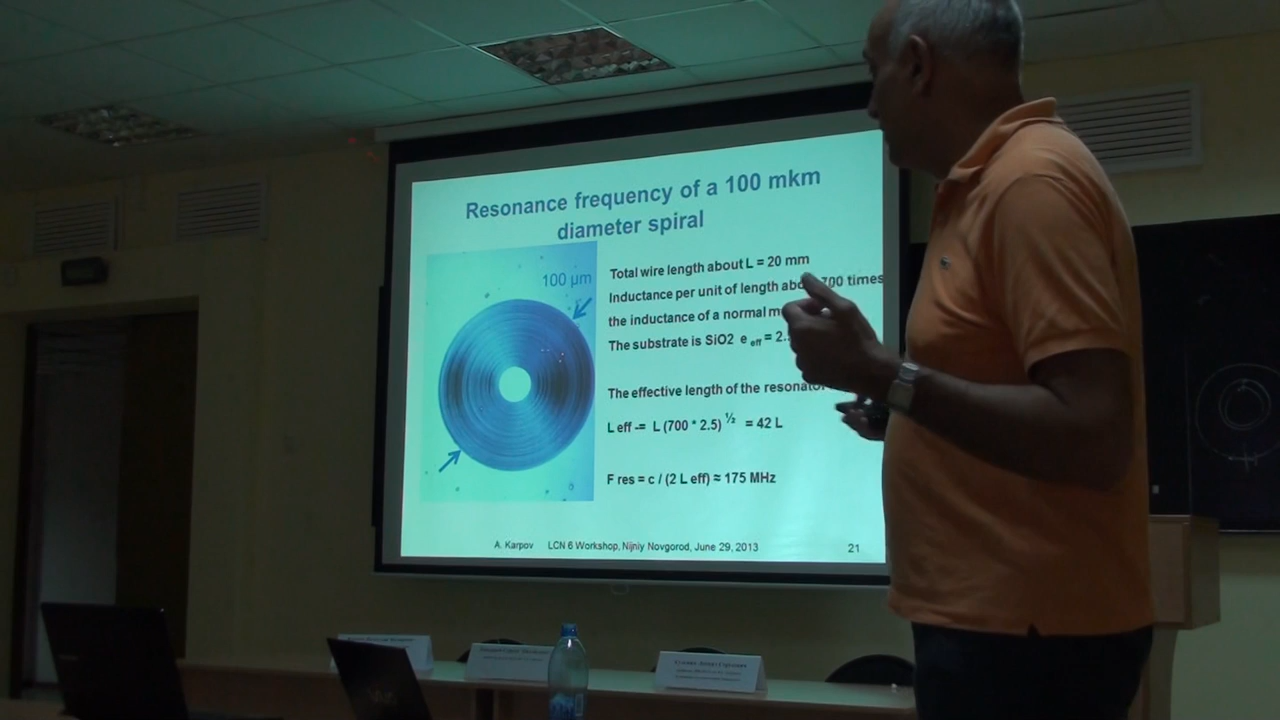 Resonance frequency of a 100 mkm
diameter spiral
100 µm
Total wire length about L = 20 mm
Inductance per unit of length 700 times
the inductance of a normal
The substrate is SiO2 e eff = 2.
The effective length of the
L eff -= L (700 * 2.5) ½ = 42 L
F res = c / (2 L eff) ≈ 175 MHz
A. Karpov LCN 6 Workshop, Nijniy Novgorod, June 29, 2013 21